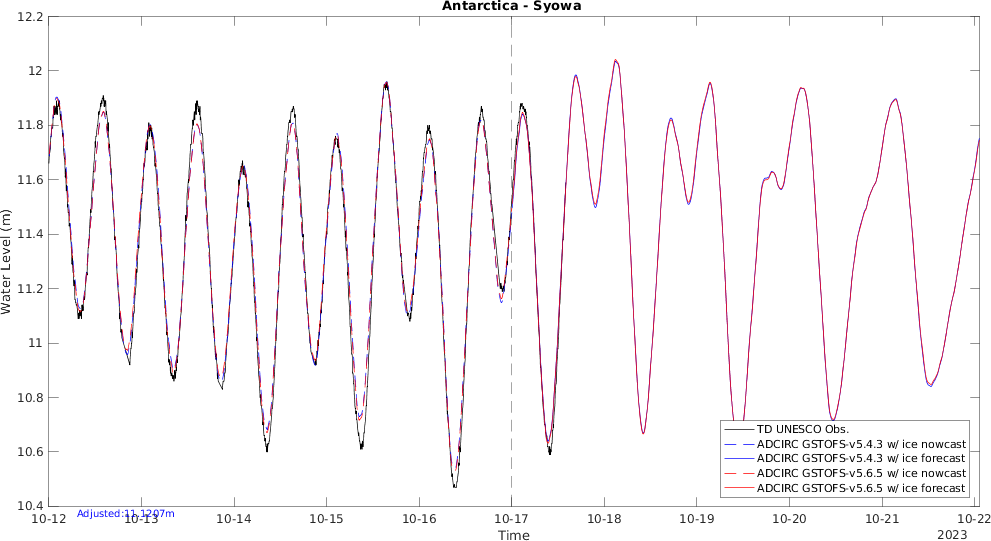 Antarctica - Syowa
12.2
12
11.8
11.6
11.4
11.2
11
10.8
10.6
10.4
Water Level (m)
TD UNESCO Obs.
ADCIRC GSTOFS-v5.4.3 w/ ice nowcast
ADCIRC GSTOFS-v5.4.3 w/ ice forecast
ADCIRC GSTOFS-v5.6.5 w/ ice nowcast
ADCIRC GSTOFS-v5.6.5 w/ ice forecast
Adjusted:11.1207m
10-12 10-13 10-14 10-15 10-16 10-17 10-18 10-19 10-20 10-21 10-22
Time
2023